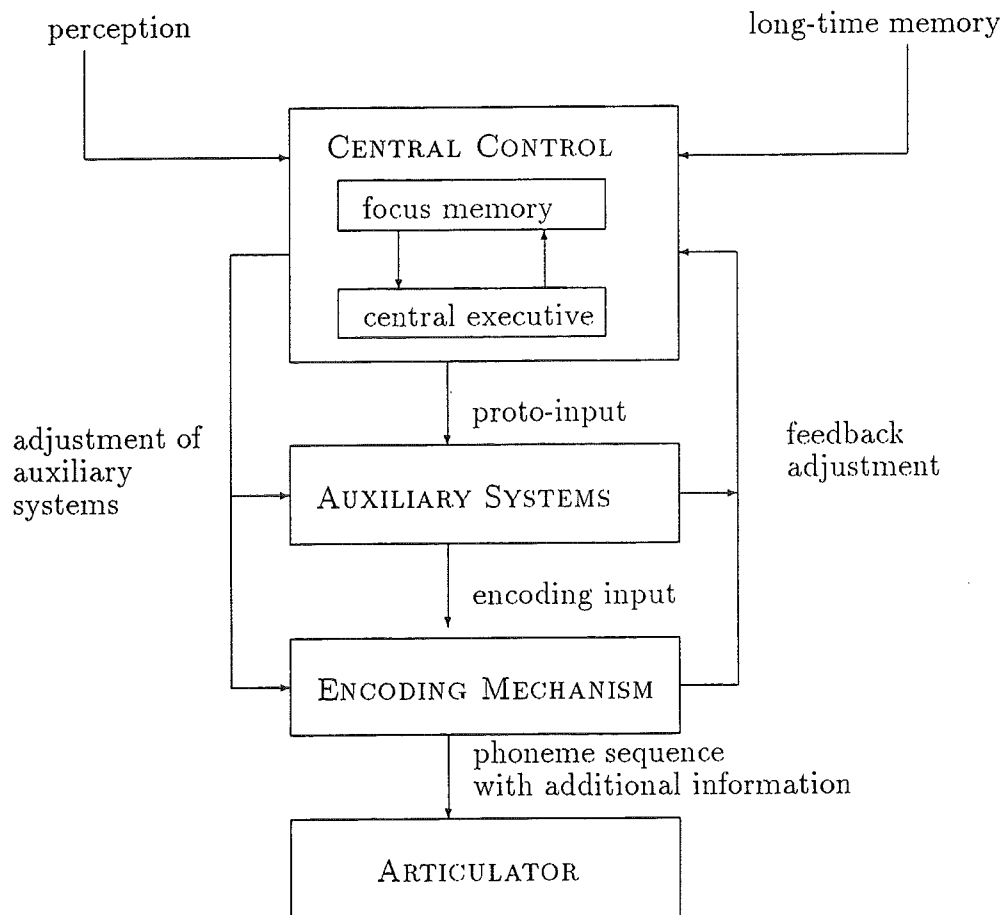 perception
long-time memory
CENTRAL CONTROL
focus memory
central executive
proto-input
adjustment of
auxiliary
systems
feedback
adjustment
AUXILIARY SYSTEMS
encoding input
ENCODING MECHANISM
phoneme sequence
with additional information
ARTICULATOR